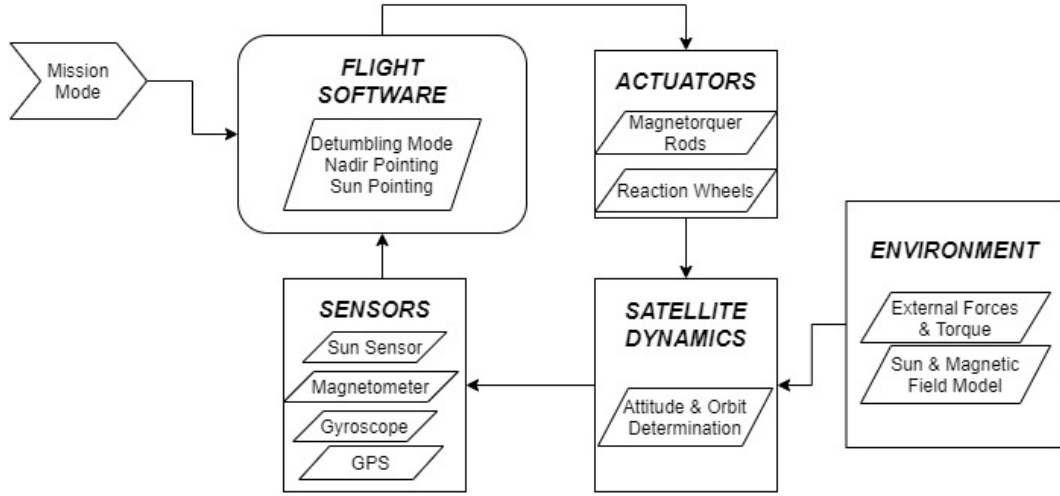 Mission
Mode
FLIGHT
SOFTWARE
Detumbling Mode
Nadir Pointing
Sun Pointing
ACTUATORS
Magnetorquer
Rods
Reaction Wheels
ENVIRONMENT
External Forces
& Torque
Sun & Magnetic
Field Model
SENSORS
Sun Sensor
Magnetometer
Gyroscope
GPS
SATELLITE
DYNAMICS
Attitude & Orbit
Determination